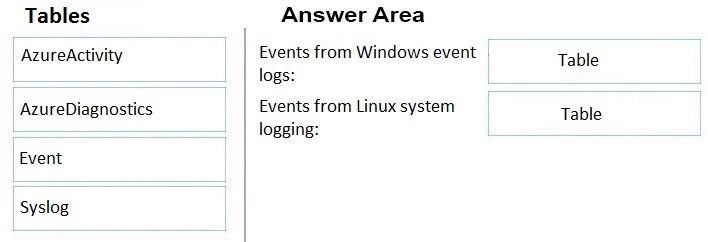 Tables
AzureActivity
AzureDiagnostics
Event
Syslog
Answer Area
Events from Windows event
logs:
Table
Events from Linux system
logging:
Table